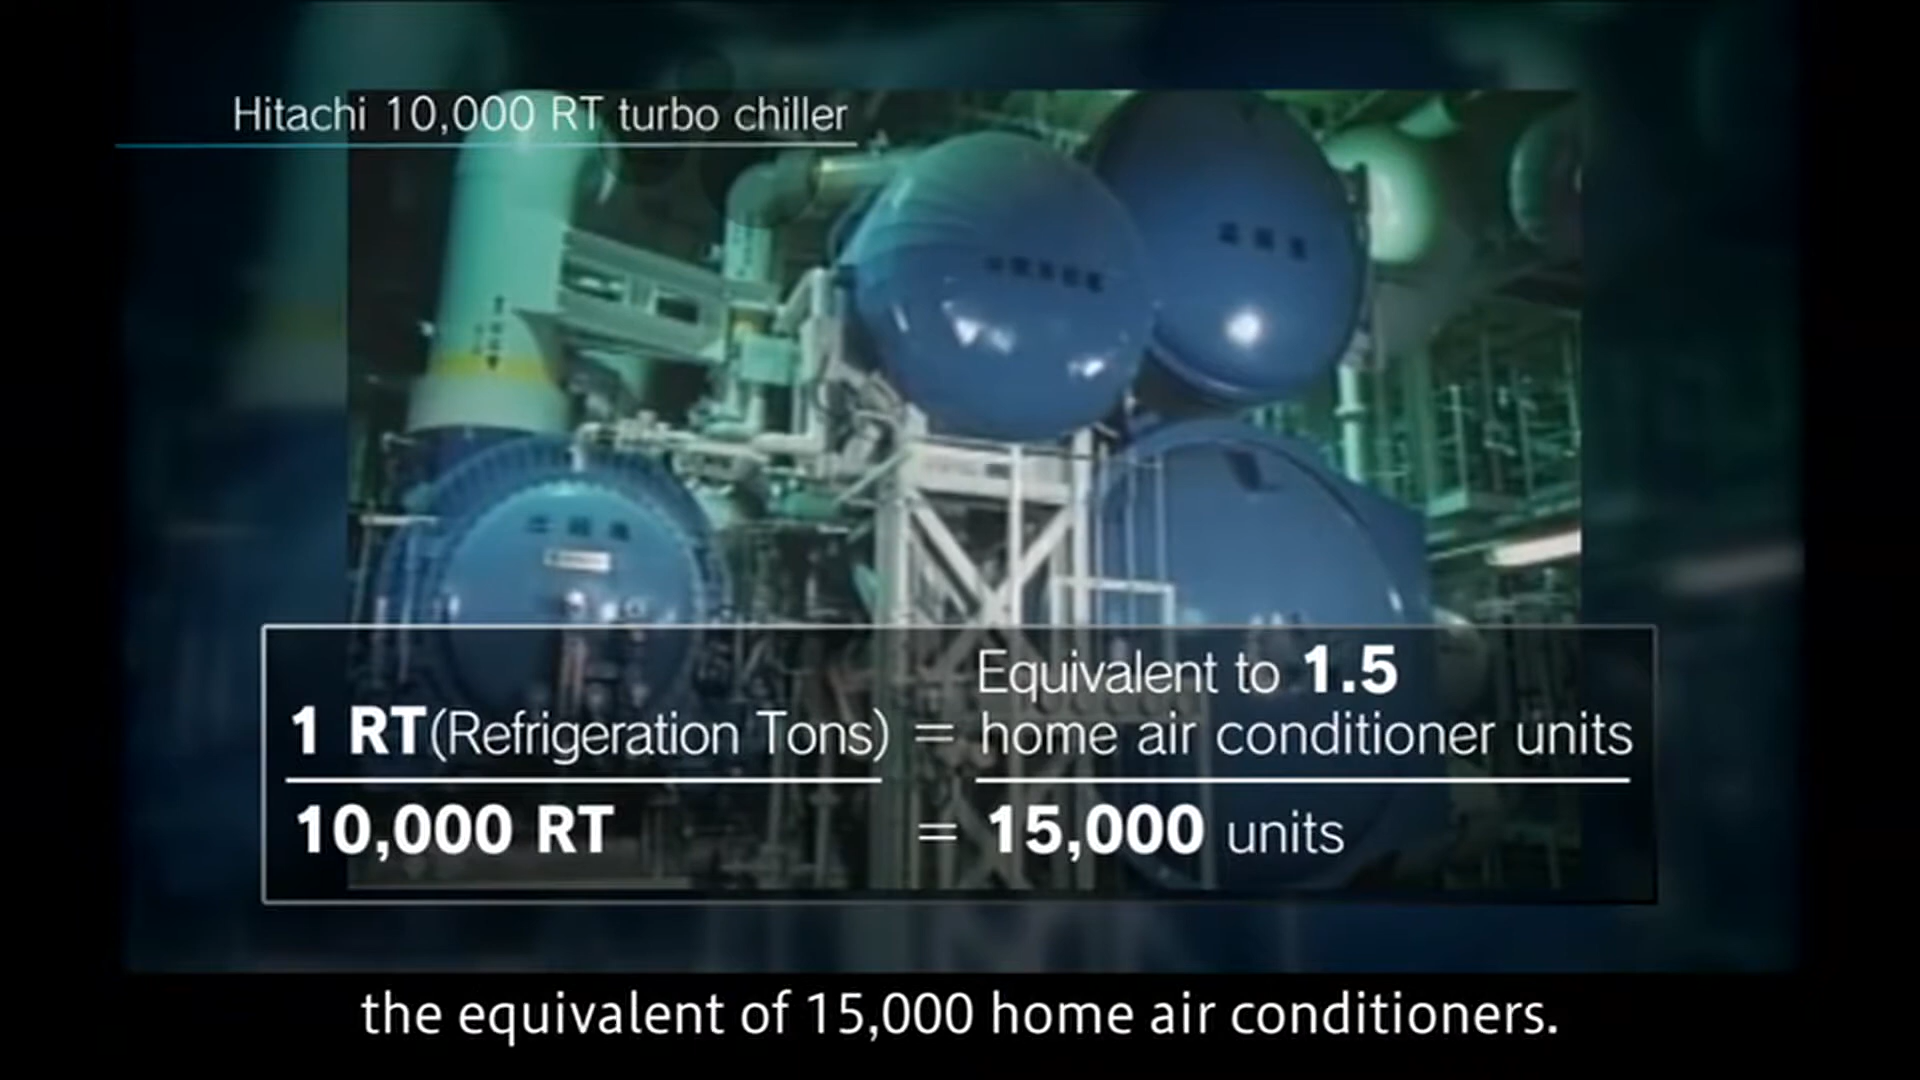 Hitachi 10,000 RT turbo chiller
Equivalent to 1.5
1 RT(Refrigeration Tons) = home air conditioner units
10,000 RT = 15,000 units
the equivalent of 15,000 home air conditioners.